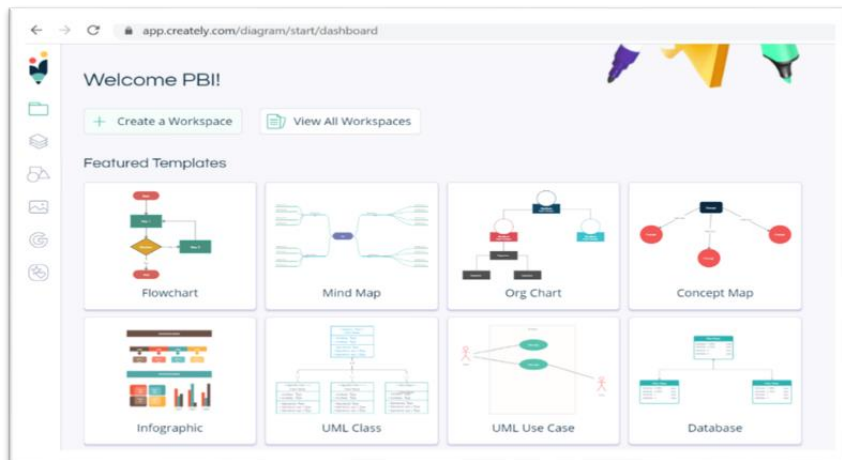 app.creately.com/diagram/start/dashboard
Welcome PBI!
+ Create a Workspace
View All Workspaces
Featured Templates
Flowchart
Mind Map
Org Chart
Concept Map
Infographic
UML Class
UML Use Case
Database